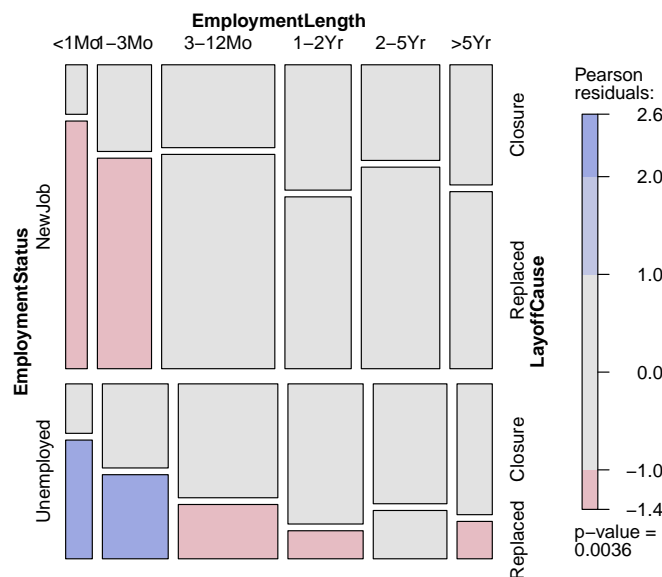 EmploymentLength
<1Mo 1−3Mo 3−12Mo 1−2Yr 2−5Yr >5Yr
EmploymentStatus
NewJob
Unemployed
Closure
Replaced
Closure
Replaced
LayoffCause
Pearson
residuals:
2.6
2.0
1.0
0.0
−1.0
−1.4
p−value =
0.0036